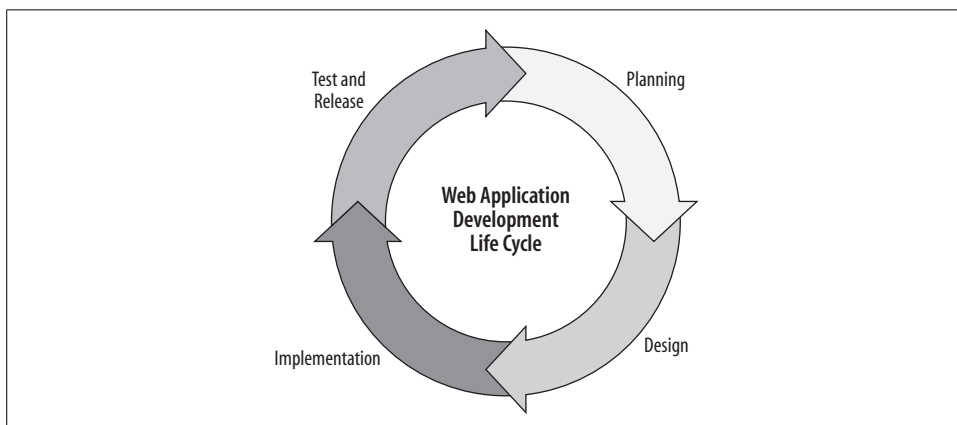 Test and
Release
Planning
Web Application
Development
Life Cycle
Implementation
Design